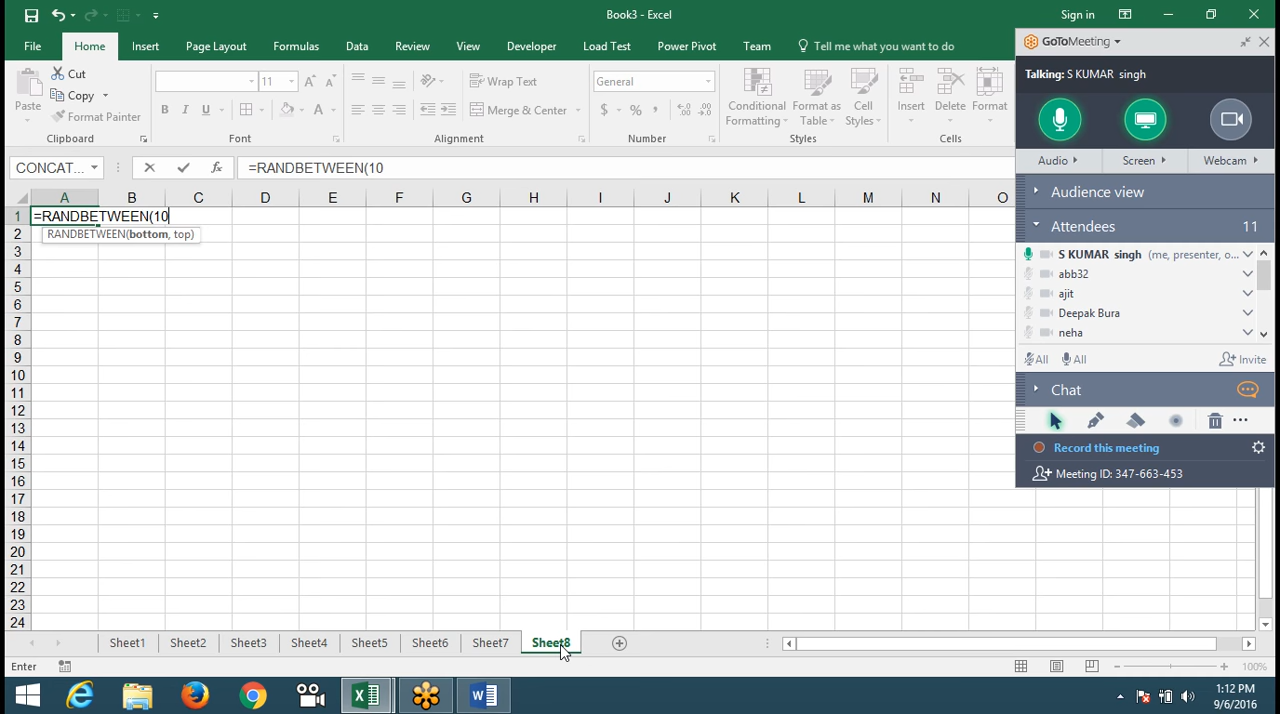 Book3 - Excel
Sign in
File Home Insert Page Layout Formulas Data Review View Developer Load Test Power Pivot Team Tell me what you want to do
Paste
Cut
Copy
Format Painter
Clipboard
11
B I U
Font
Wrap Text
Merge & Center
Alignment
General
$ % ,
Number
Conditional Formatting
Format as Table
Cell Styles
Styles
Insert
Delete
Format
Cells
CONCAT...
fx
=RANDBETWEEN(10
A B C D E F G H I J K L M N O
1
=RANDBETWEEN(10
RANDBETWEEN(bottom, top)
2
3
4
5
6
7
8
9
10
11
12
13
14
15
16
17
18
19
20
21
22
23
24
Sheet1 Sheet2 Sheet3 Sheet4 Sheet5 Sheet6 Sheet7 Sheet8
Enter
100%
GoToMeeting
Talking: S KUMAR singh
Audio Screen Webcam
Audience view
Attendees 11
S KUMAR singh (me, presenter, o...
abb32
ajit
Deepak Bura
neha
All All Invite
Chat
Record this meeting
Meeting ID: 347-663-453
1:12 PM
9/6/2016